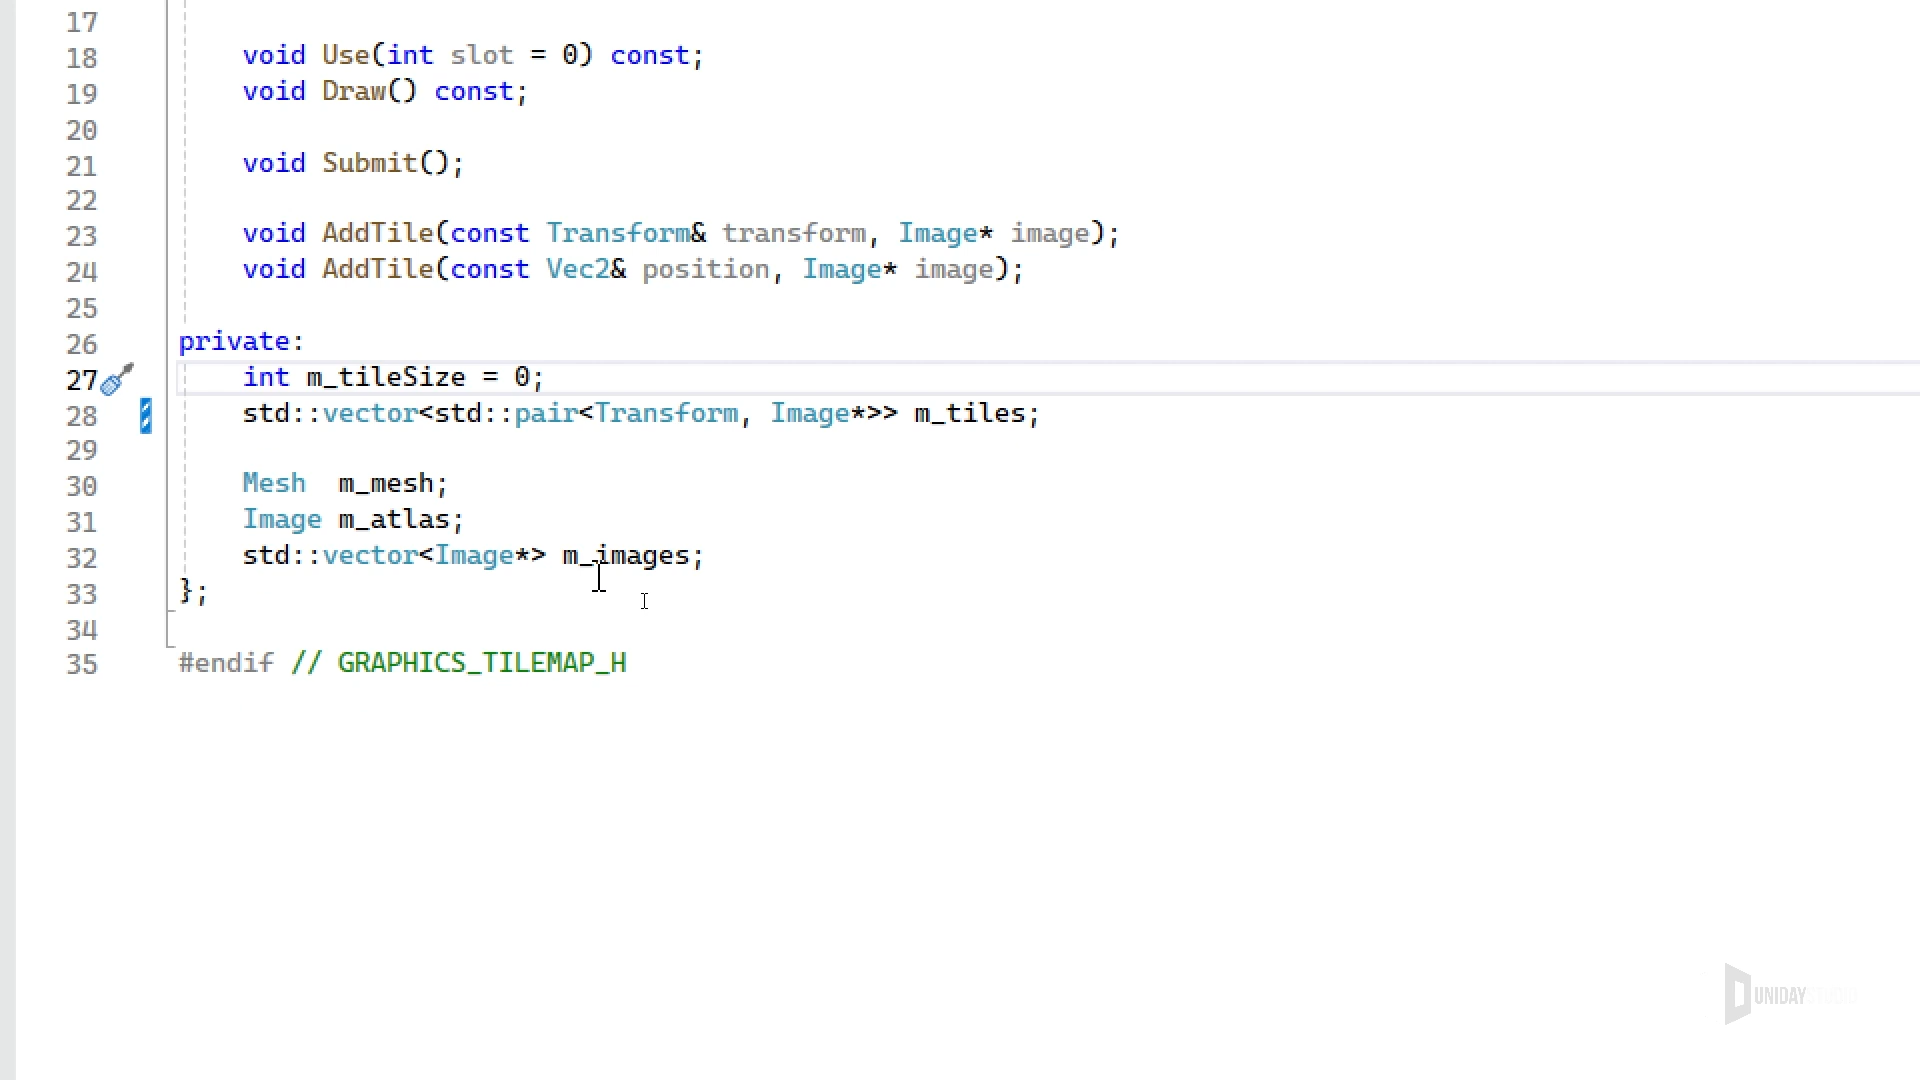 17
18 void Use(int slot = 0) const;
19 void Draw() const;
20
21 void Submit();
22
23 void AddTile(const Transform& transform, Image* image);
24 void AddTile(const Vec2& position, Image* image);
25
26 private:
27 int m_tileSize = 0;
28 std::vector<std::pair<Transform, Image*>> m_tiles;
29
30 Mesh  m_mesh;
31 Image m_atlas;
32 std::vector<Image*> m_images;
33 };
34
35 #endif // GRAPHICS_TILEMAP_H
UNIDAY STUDIO